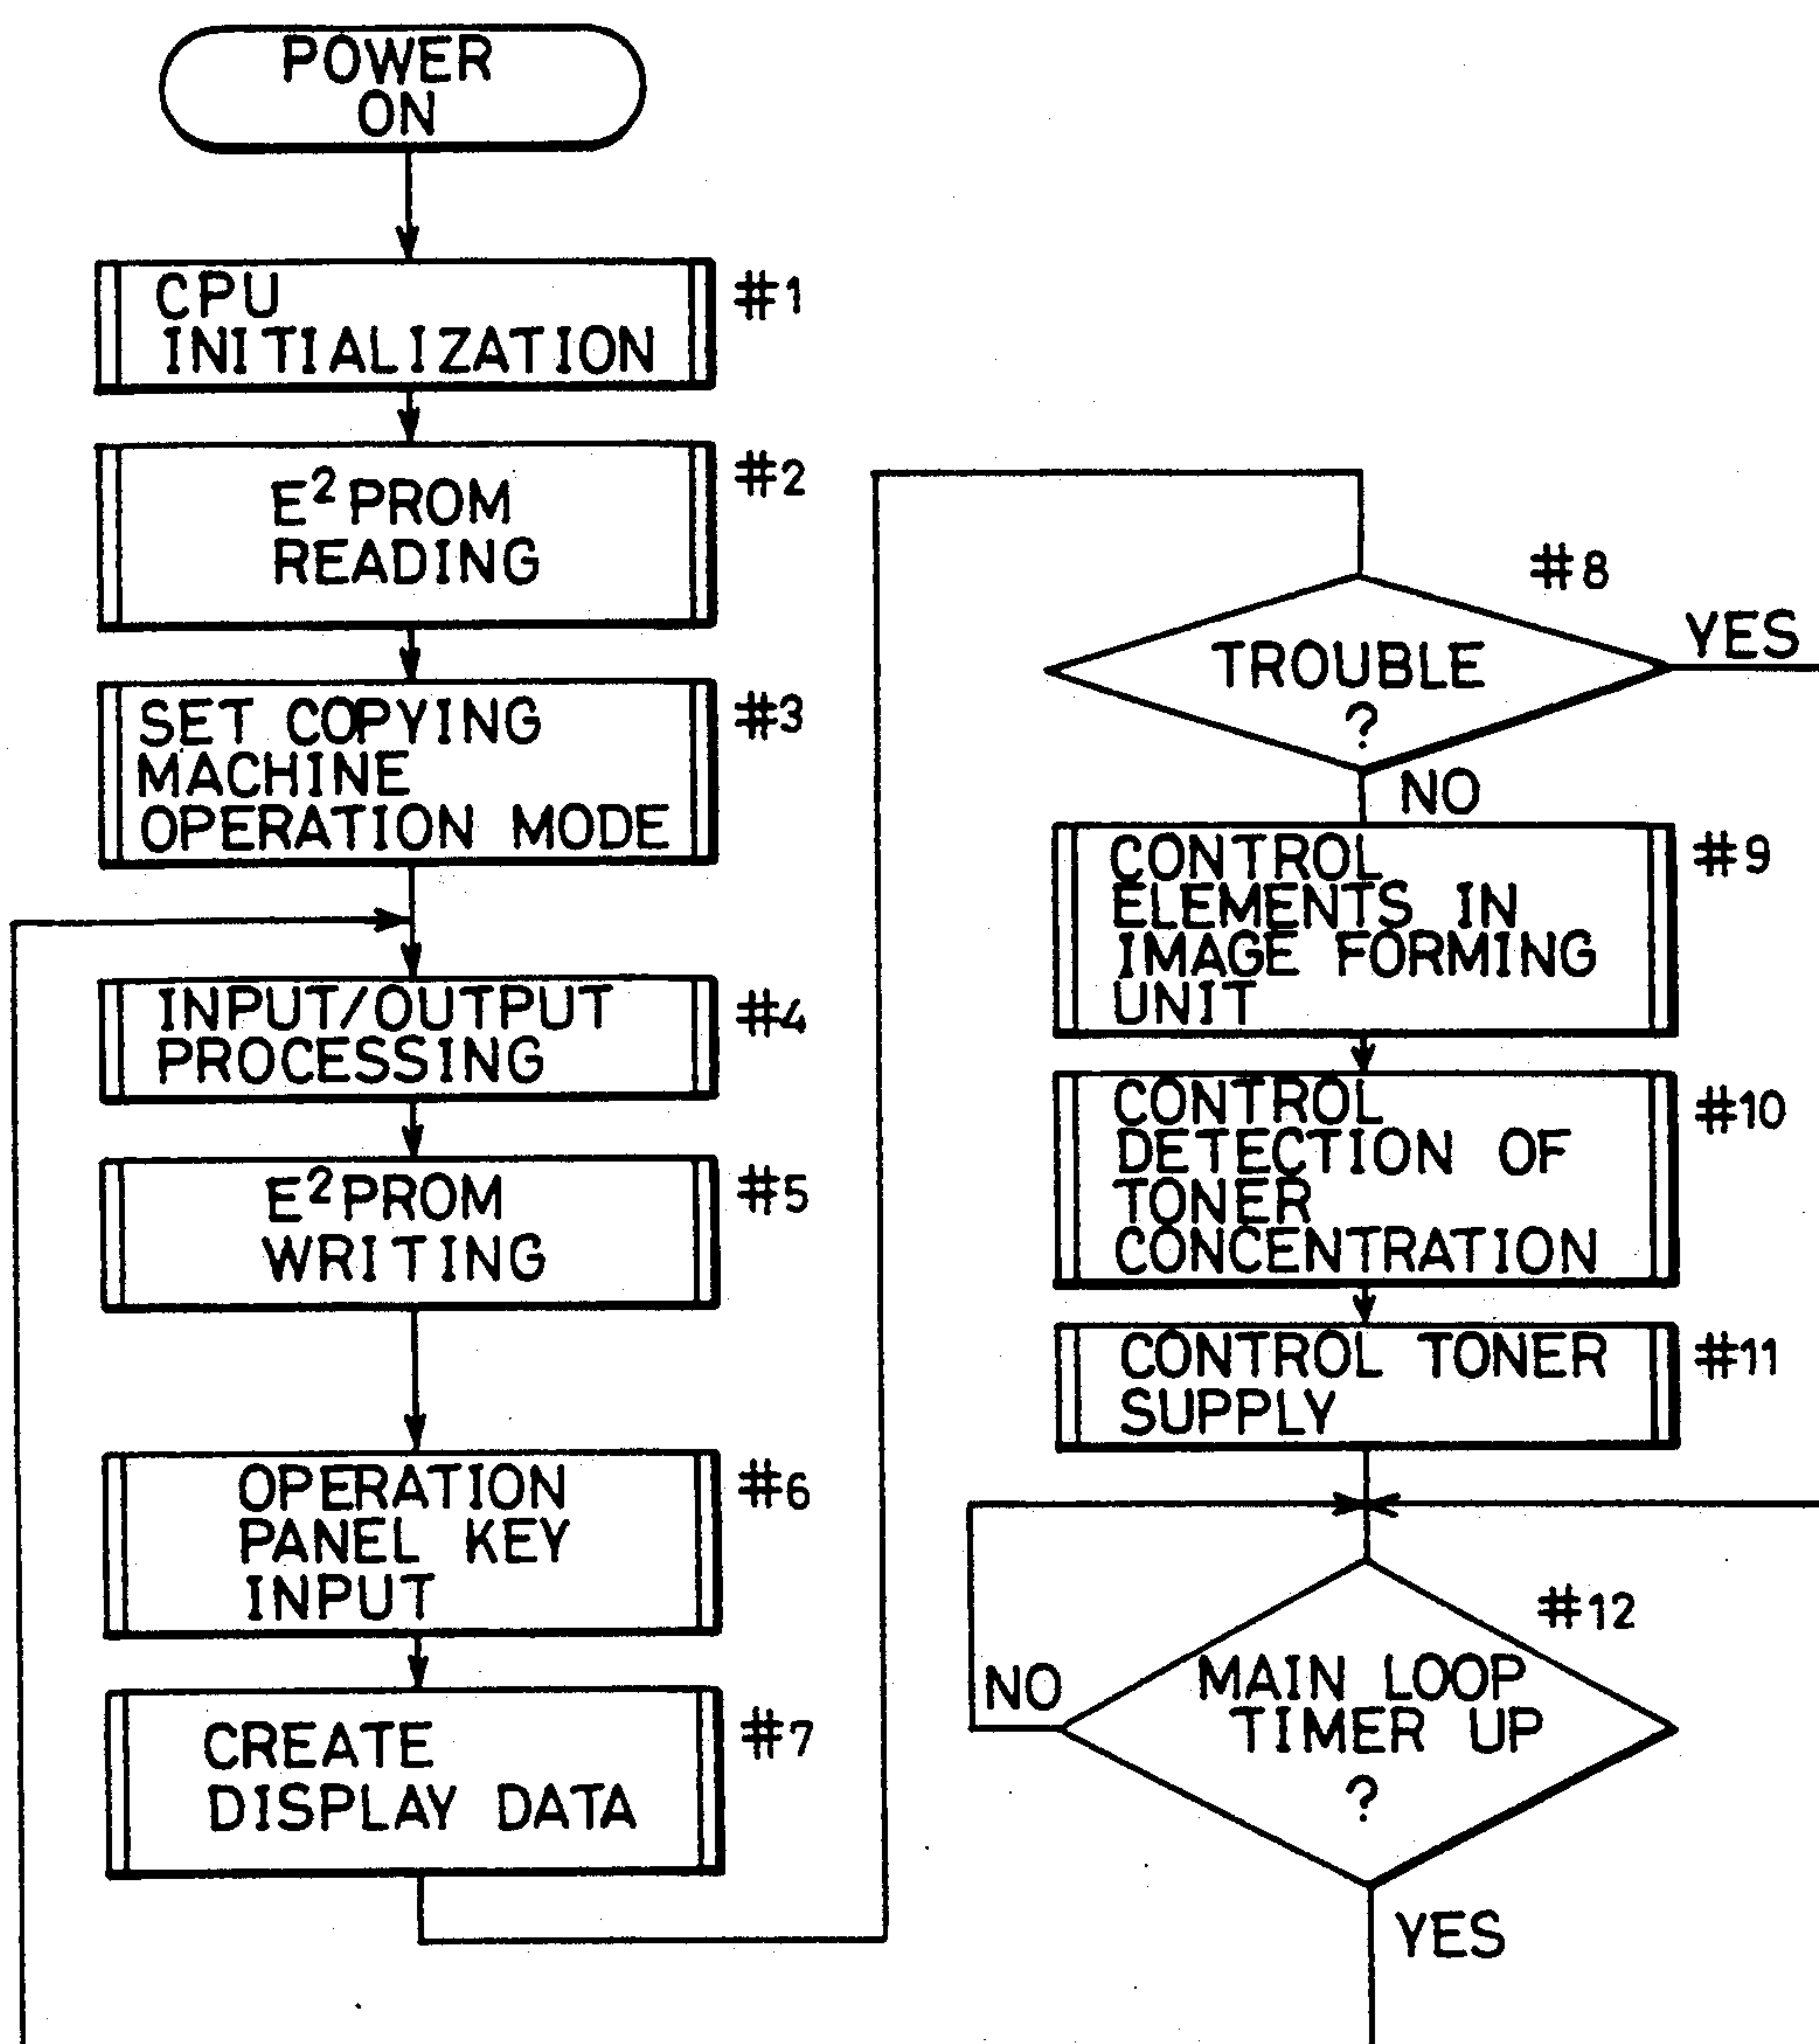 POWER
ON
CPU
INITIALIZATION
#1
E²PROM
READING
#2
SET COPYING
MACHINE
OPERATION MODE
#3
INPUT/OUTPUT
PROCESSING
#4
E²PROM
WRITING
#5
OPERATION
PANEL KEY
INPUT
#6
CREATE
DISPLAY DATA
#7
#8
TROUBLE
?
YES
NO
CONTROL
ELEMENTS IN
IMAGE FORMING
UNIT
#9
CONTROL
DETECTION OF
TONER
CONCENTRATION
#10
CONTROL TONER
SUPPLY
#11
#12
MAIN LOOP
TIMER UP
?
NO
YES